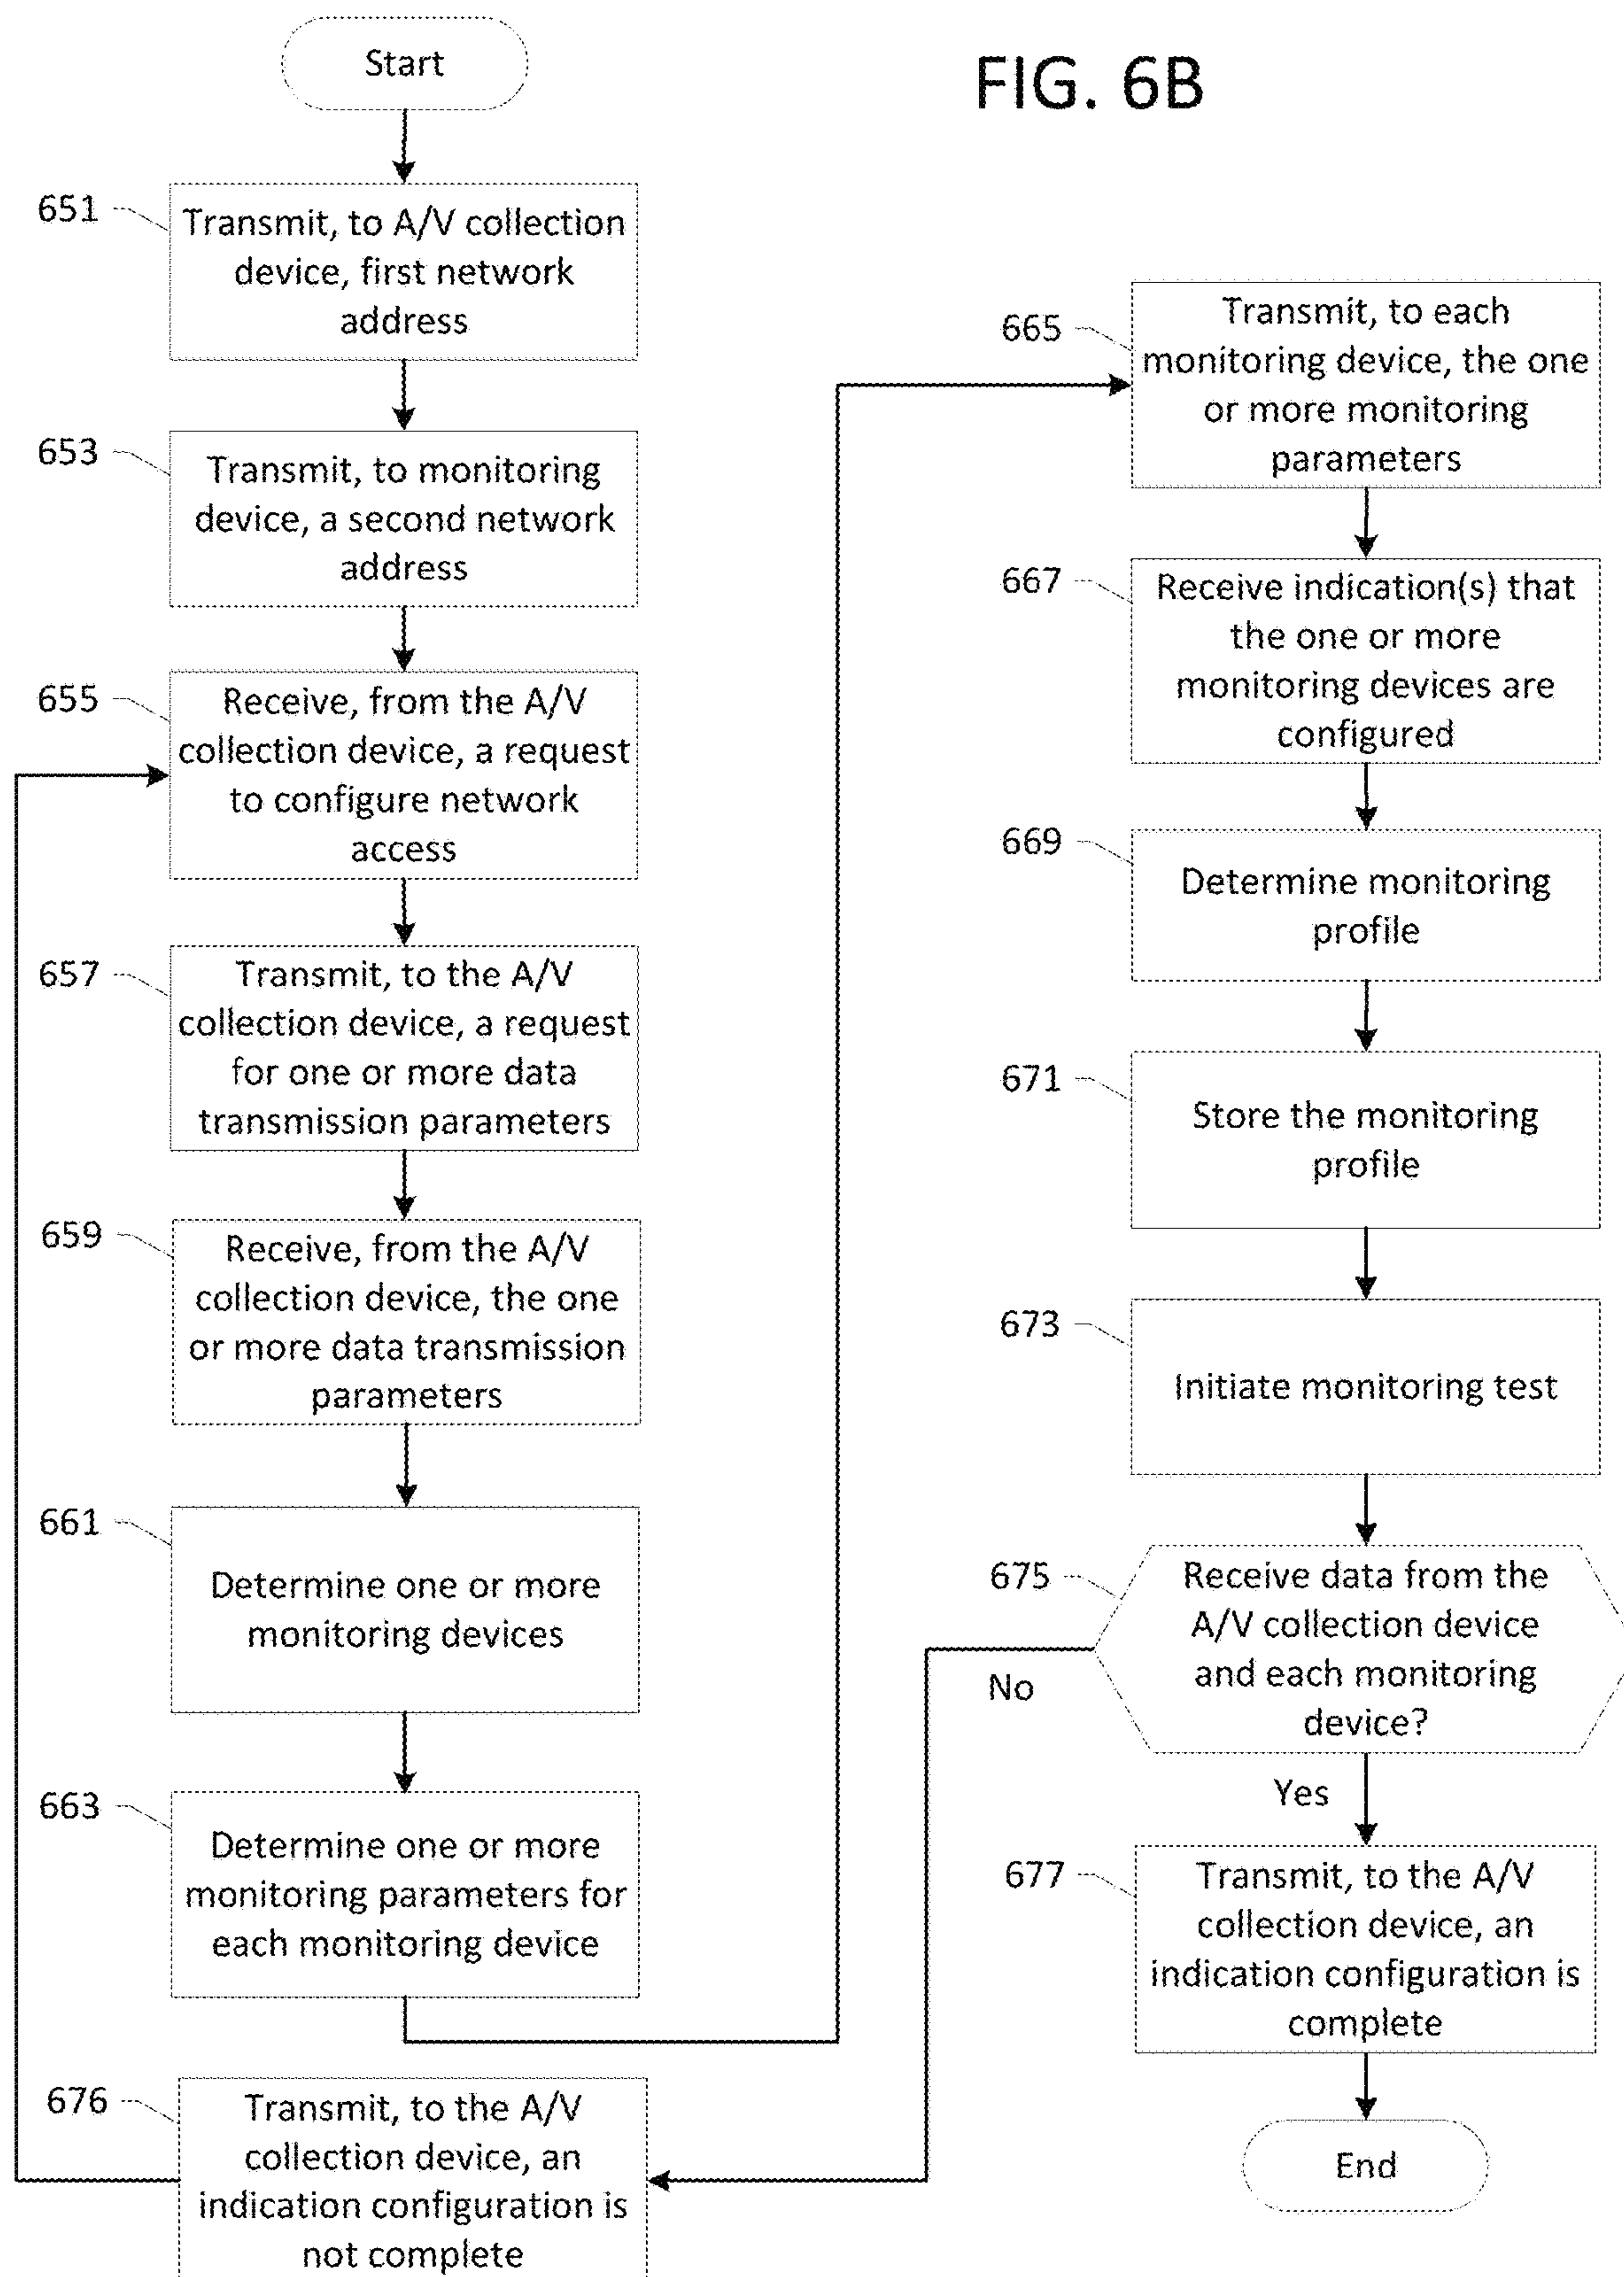 FIG. 6B
Start
651
Transmit, to A/V collection
device, first network
address
653
Transmit, to monitoring
device, a second network
address
655
Receive, from the A/V
collection device, a request
to configure network
access
657
Transmit, to the A/V
collection device, a request
for one or more data
transmission parameters
659
Receive, from the A/V
collection device, the one
or more data transmission
parameters
661
Determine one or more
monitoring devices
663
Determine one or more
monitoring parameters for
each monitoring device
665
Transmit, to each
monitoring device, the one
or more monitoring
parameters
667
Receive indication(s) that
the one or more
monitoring devices are
configured
669
Determine monitoring
profile
671
Store the monitoring
profile
673
Initiate monitoring test
675
Receive data from the
A/V collection device
and each monitoring
device?
No
Yes
676
Transmit, to the A/V
collection device, an
indication configuration is
not complete
677
Transmit, to the A/V
collection device, an
indication configuration is
complete
End